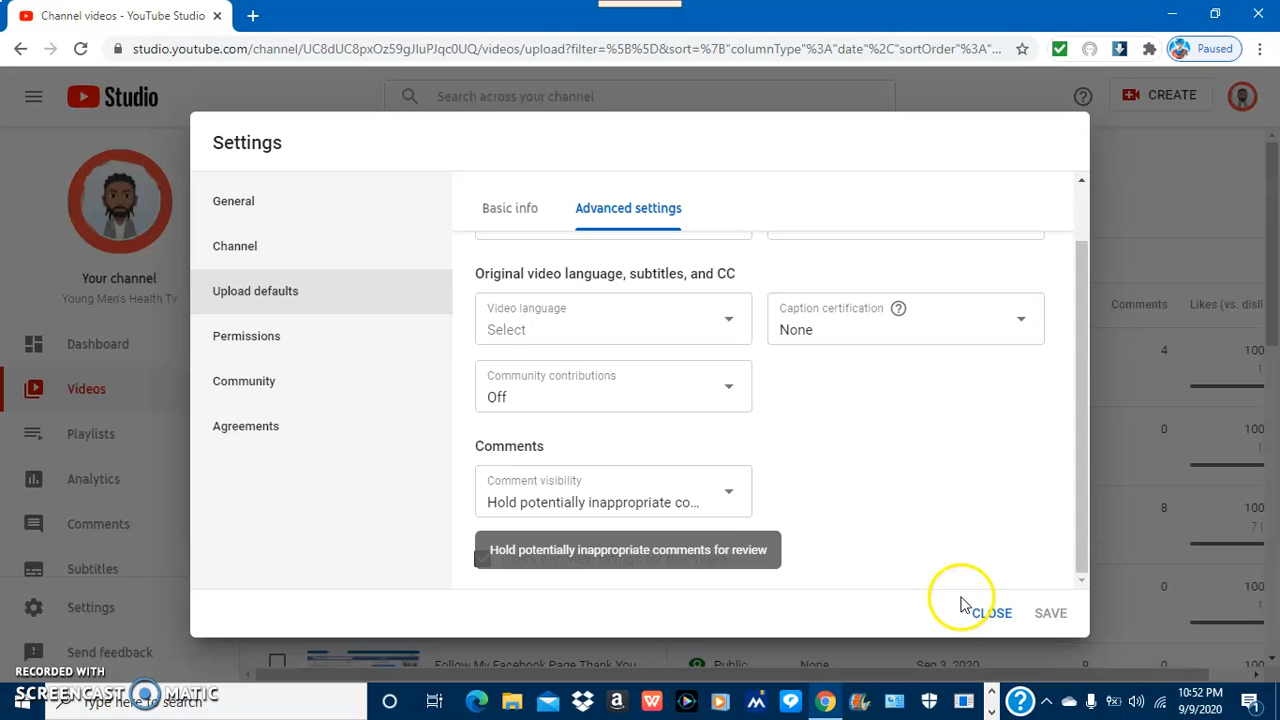 Channel videos - YouTube Studio
studio.youtube.com/channel/UC8dUC8pxOz59gJIuPJqc0UQ/videos/upload?filter=%5B%5D&sort=%7B"columnType"%3A"date"%2C"sortOrder"%3A"...
Paused
Studio
Search across your channel
CREATE
Settings
General
Channel
Upload defaults
Permissions
Community
Agreements
Basic info
Advanced settings
Original video language, subtitles, and CC
Video language
Select
Caption certification
None
Community contributions
Off
Comments
Comment visibility
Hold potentially inappropriate co...
Hold potentially inappropriate comments for review
CLOSE
SAVE
Your channel
Young Men's Health Tv
Dashboard
Videos
Playlists
Analytics
Comments
Subtitles
Settings
Send feedback
Comments
Likes (vs. disli
4
100
0
100
8
100
0
100
Follow My Facebook Page Thank You
Public
None
Sep 3, 2020
9
100
RECORDED WITH
SCREENCAST MATIC
Type here to search
10:52 PM
9/9/2020